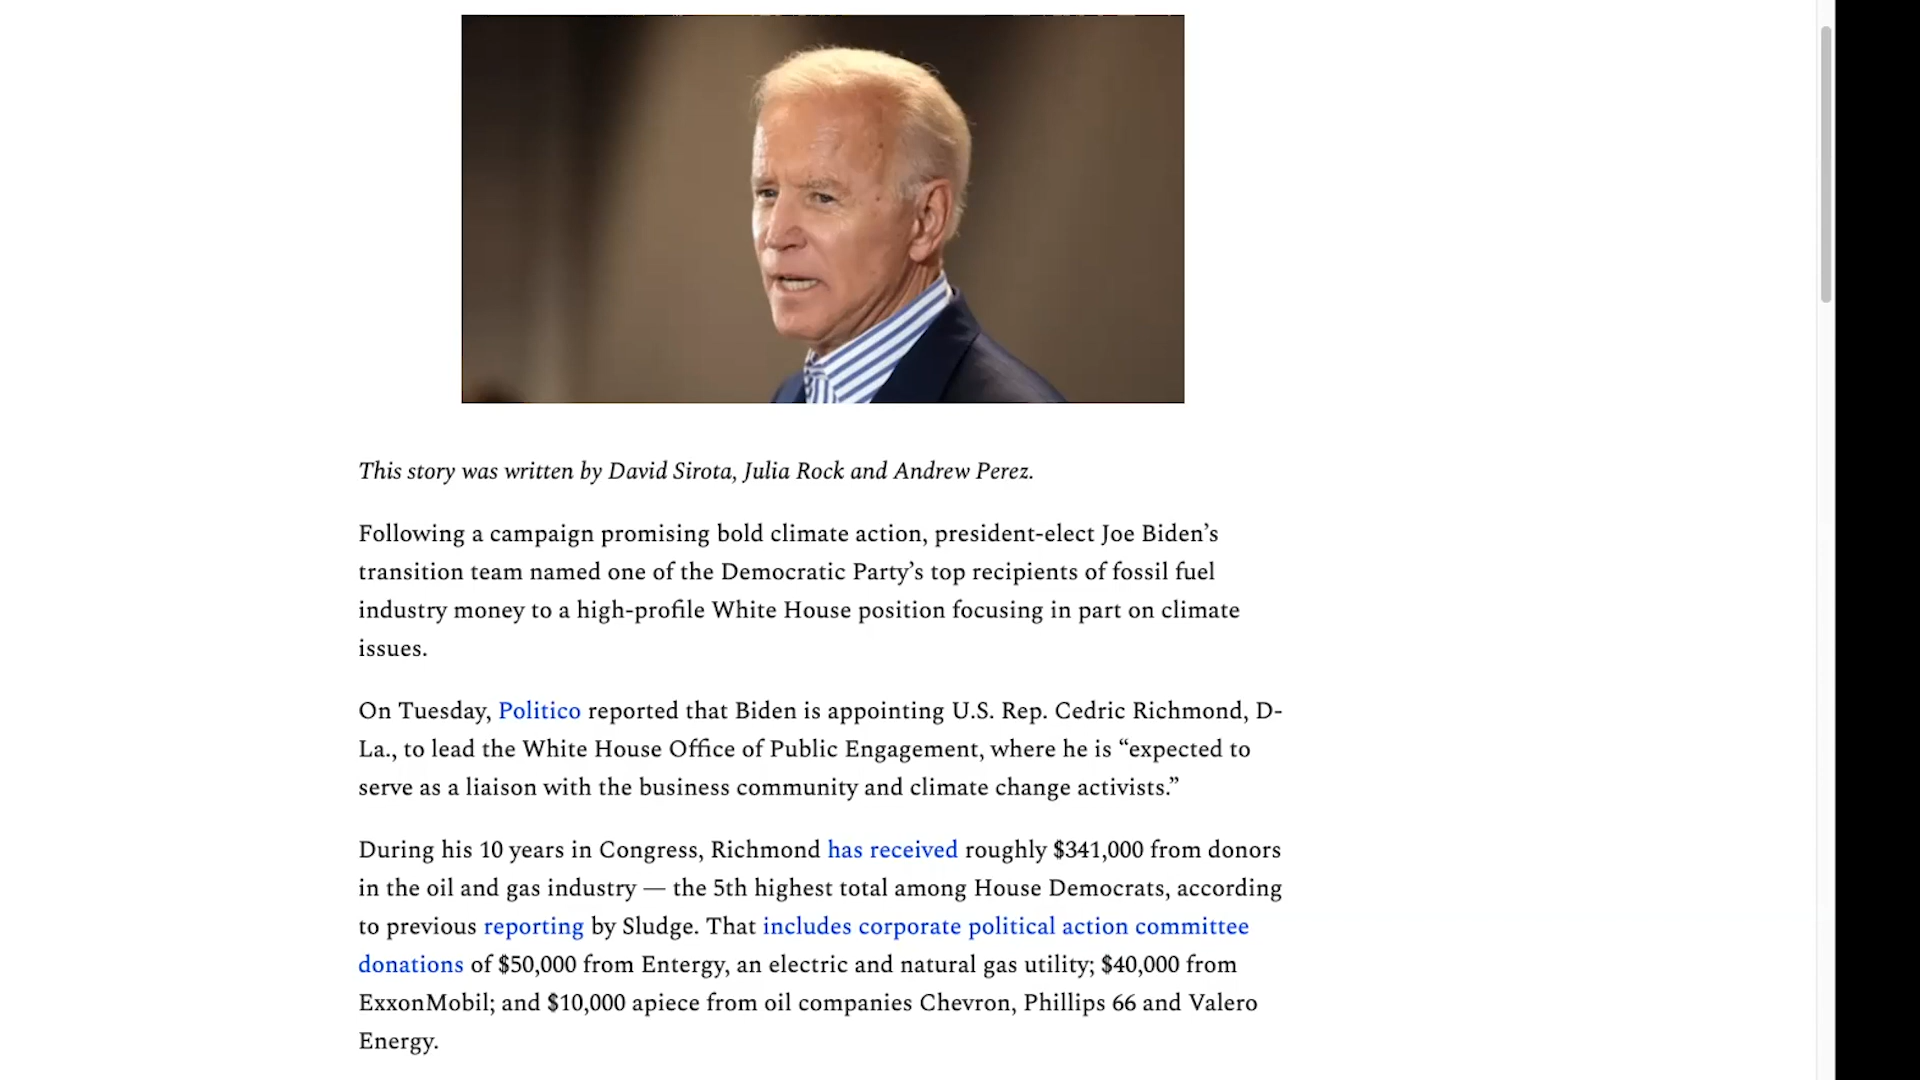 This story was written by David Sirota, Julia Rock and Andrew Perez.
Following a campaign promising bold climate action, president-elect Joe Biden’s
transition team named one of the Democratic Party’s top recipients of fossil fuel
industry money to a high-profile White House position focusing in part on climate
issues.
On Tuesday, Politico reported that Biden is appointing U.S. Rep. Cedric Richmond, D-
La., to lead the White House Office of Public Engagement, where he is “expected to
serve as a liaison with the business community and climate change activists.”
During his 10 years in Congress, Richmond has received roughly $341,000 from donors
in the oil and gas industry — the 5th highest total among House Democrats, according
to previous reporting by Sludge. That includes corporate political action committee
donations of $50,000 from Entergy, an electric and natural gas utility; $40,000 from
ExxonMobil; and $10,000 apiece from oil companies Chevron, Phillips 66 and Valero
Energy.